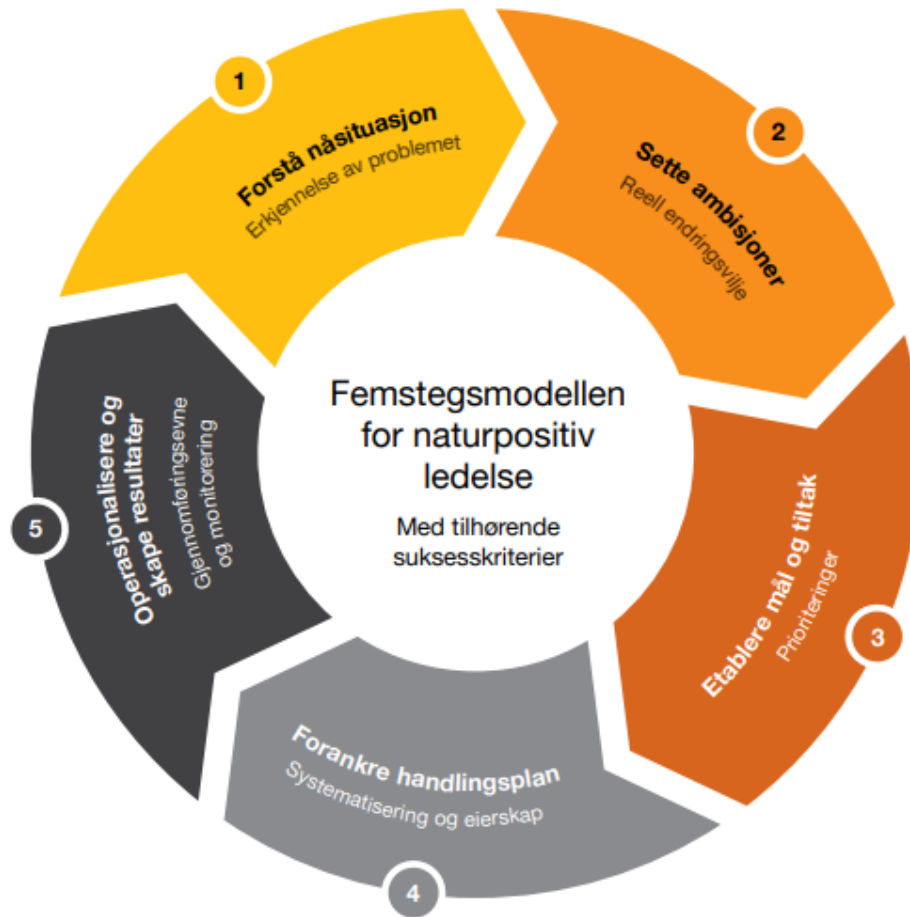 1
Forstå nåsituasjon
Erkjennelse av problemet
2
Sette ambisjoner
Reell endringsvilje
Etablere mål og tiltak
Prioriteringer
3
Forankre handlingsplan
Systematisering og eierskap
4
Operasjonalisere og
skape resultater
Gjennomføringsevne
og monitorering
5
Femstegsmodellen
for naturpositiv
ledelse
Med tilhørende
suksesskriterier